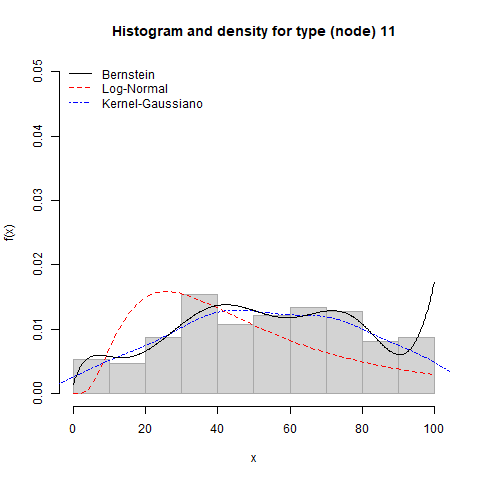 Histogram and density for type (node) 11
Bernstein
Log-Normal
Kernel-Gaussiano
f(x)
0.05
0.04
0.03
0.02
0.01
0.00
0 20 40 60 80 100
x